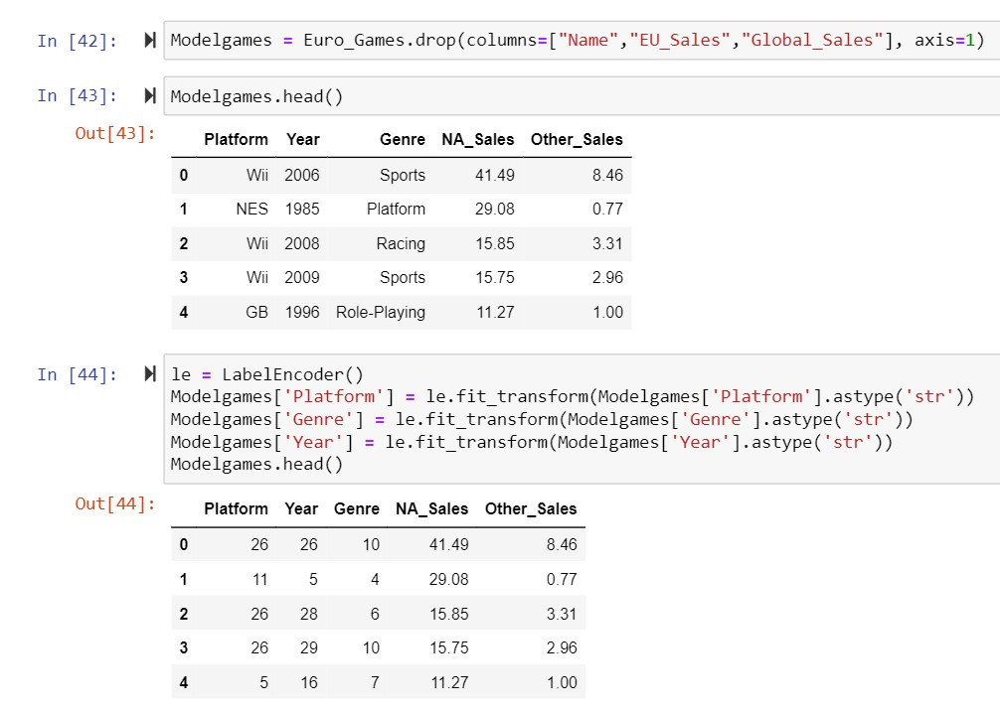 In [42]: Modelgames = Euro_Games.drop(columns=["Name","EU_Sales","Global_Sales"], axis=1)
In [43]: Modelgames.head()
Out[43]:
Platform Year Genre NA_Sales Other_Sales
0 Wii 2006 Sports 41.49 8.46
1 NES 1985 Platform 29.08 0.77
2 Wii 2008 Racing 15.85 3.31
3 Wii 2009 Sports 15.75 2.96
4 GB 1996 Role-Playing 11.27 1.00
In [44]: le = LabelEncoder()
Modelgames['Platform'] = le.fit_transform(Modelgames['Platform'].astype('str'))
Modelgames['Genre'] = le.fit_transform(Modelgames['Genre'].astype('str'))
Modelgames['Year'] = le.fit_transform(Modelgames['Year'].astype('str'))
Modelgames.head()
Out[44]:
Platform Year Genre NA_Sales Other_Sales
0 26 26 10 41.49 8.46
1 11 5 4 29.08 0.77
2 26 28 6 15.85 3.31
3 26 29 10 15.75 2.96
4 5 16 7 11.27 1.00